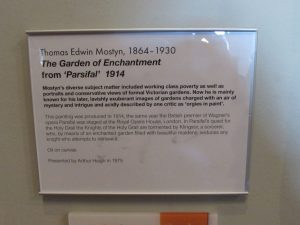 Thomas Edwin Mostyn, 1864-1930
The Garden of Enchantment
from 'Parsifal' 1914
Mostyn's diverse subject matter included working class poverty as well as
portraits and conservative views of formal Victorian gardens. Now he is mainly
known for his later, lavishly exuberant images of gardens charged with an air of
mystery and intrigue and avidly described by one critic as 'orgies in paint'.
This painting was produced in 1914, the same year the British premier of Wagner's
opera Parsifal was staged at the Royal Opera House, London. In Parsifal's quest for
the Holy Grail the Knights of the Holy Grail are tormented by Klingsor, a sorcerer,
who, by means of an enchanted garden filled with beautiful maidens, seduces any
knight who attempts to
Oil on canvas
Presented by Arthur Haigh in